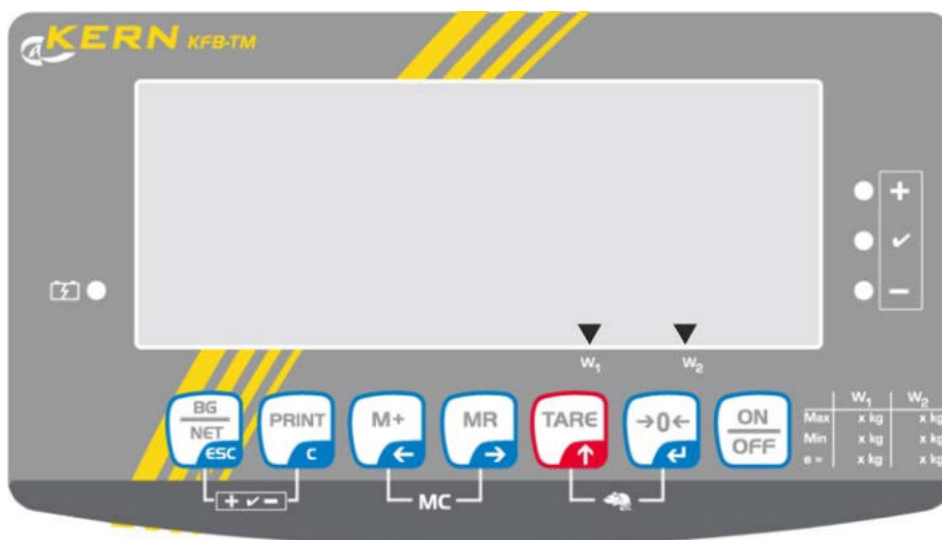 KERN KFB-TM
W1 W2
BG
NET
ESC
PRINT
C
M+
MR
TARE
→0←
ON
OFF
MC
W1 W2
Max x kg x kg
Min x kg x kg
e = x kg x kg